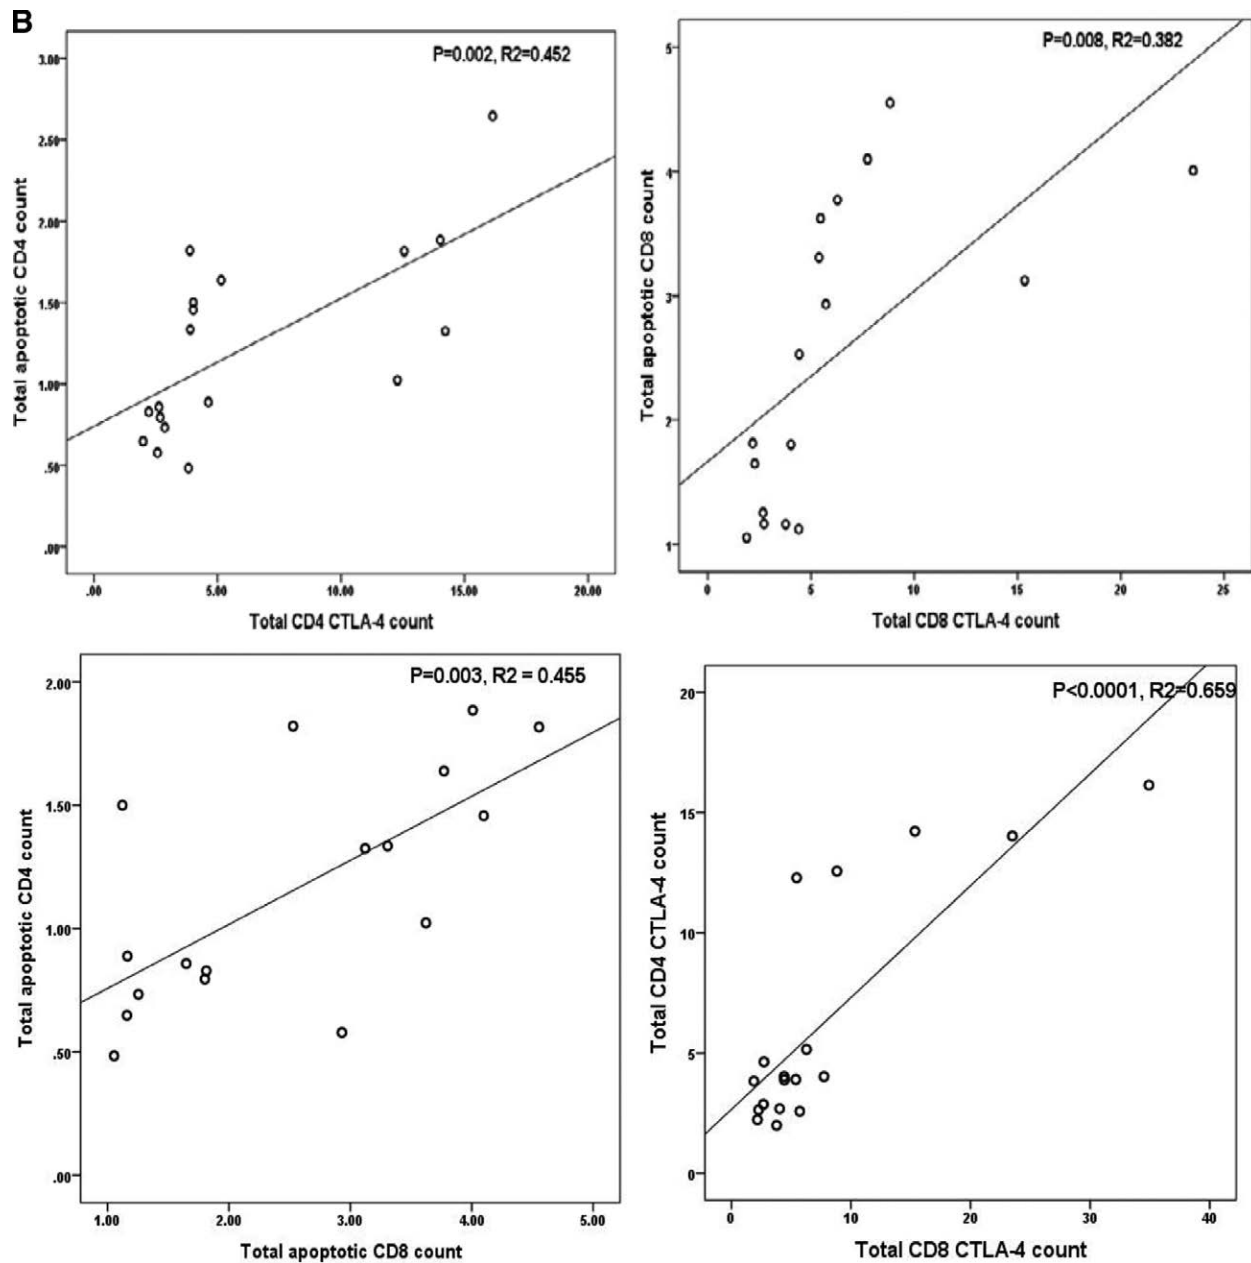 B
P=0.002, R2=0.452
Total apoptotic CD4 count
3.00
2.50
2.00
1.50
1.00
.50
.00
.00 5.00 10.00 15.00 20.00
Total CD4 CTLA-4 count
P=0.008, R2=0.382
Total apoptotic CD8 count
5
4
3
2
1
0 5 10 15 20 25
Total CD8 CTLA-4 count
P=0.003, R2 = 0.455
Total apoptotic CD4 count
2.00
1.50
1.00
.50
.00
1.00 2.00 3.00 4.00 5.00
Total apoptotic CD8 count
P<0.0001, R2=0.659
Total CD4 CTLA-4 count
20
15
10
5
0
0 10 20 30 40
Total CD8 CTLA-4 count